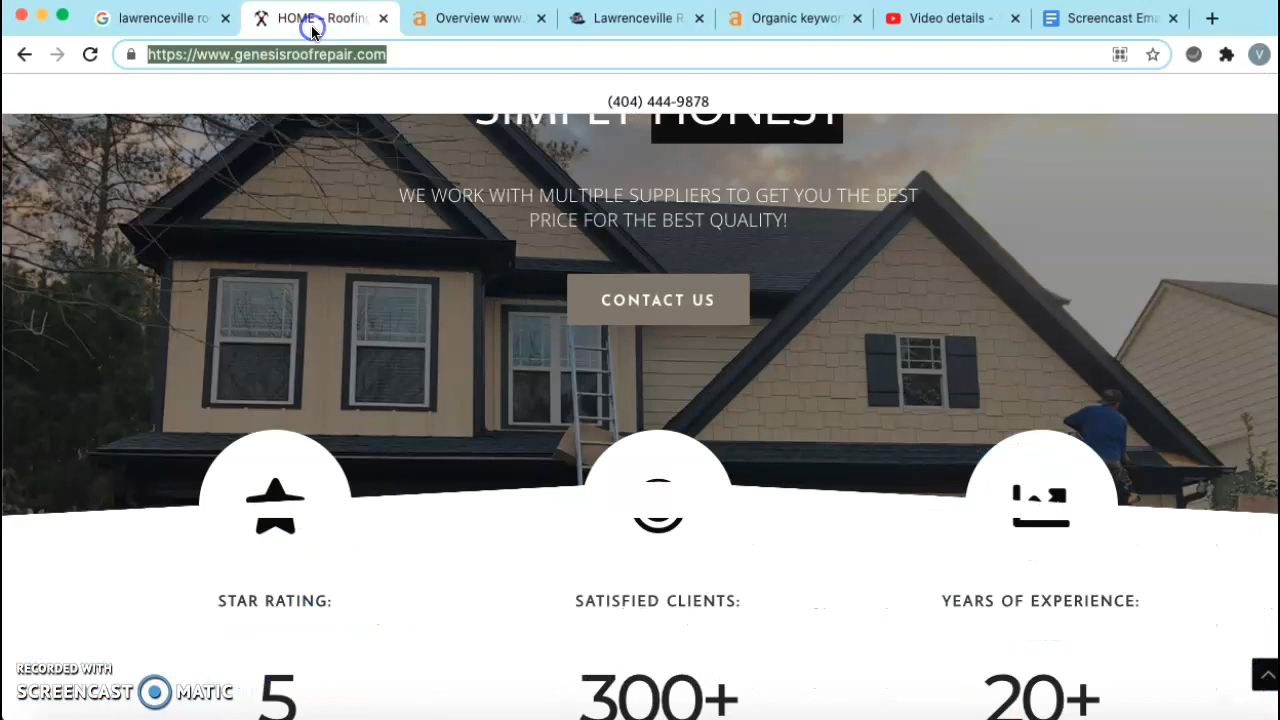 lawrenceville ro
HOME - Roofing
Overview www.
Lawrenceville R
Organic keywor
Video details -
Screencast Ema
https://www.genesisroofrepair.com
V
(404) 444-9878
SIMPLY HONEST
WE WORK WITH MULTIPLE SUPPLIERS TO GET YOU THE BEST
PRICE FOR THE BEST QUALITY!
CONTACT US
STAR RATING:
SATISFIED CLIENTS:
YEARS OF EXPERIENCE:
5
300+
20+
RECORDED WITH
SCREENCAST MATIC